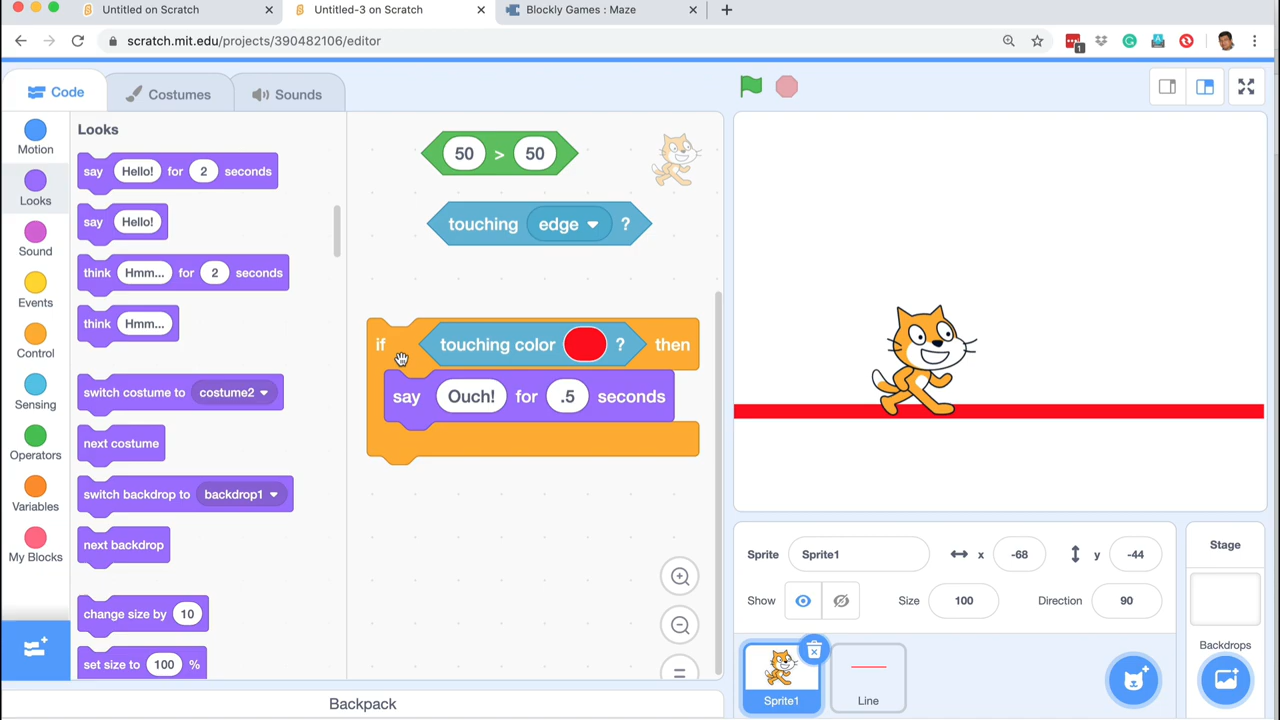 Untitled on Scratch
Untitled-3 on Scratch
Blockly Games : Maze
scratch.mit.edu/projects/390482106/editor
1
Code
Costumes
Sounds
Motion
Looks
Sound
Events
Control
Sensing
Operators
Variables
My Blocks
Looks
say Hello! for 2 seconds
say Hello!
think Hmm... for 2 seconds
think Hmm...
switch costume to costume2
next costume
switch backdrop to backdrop1
next backdrop
change size by 10
set size to 100 %
50 > 50
touching edge ?
if touching color ? then
say Ouch! for .5 seconds
Backpack
Sprite Sprite1 x -68 y -44
Show Size 100 Direction 90
Sprite1
Line
Stage
Backdrops